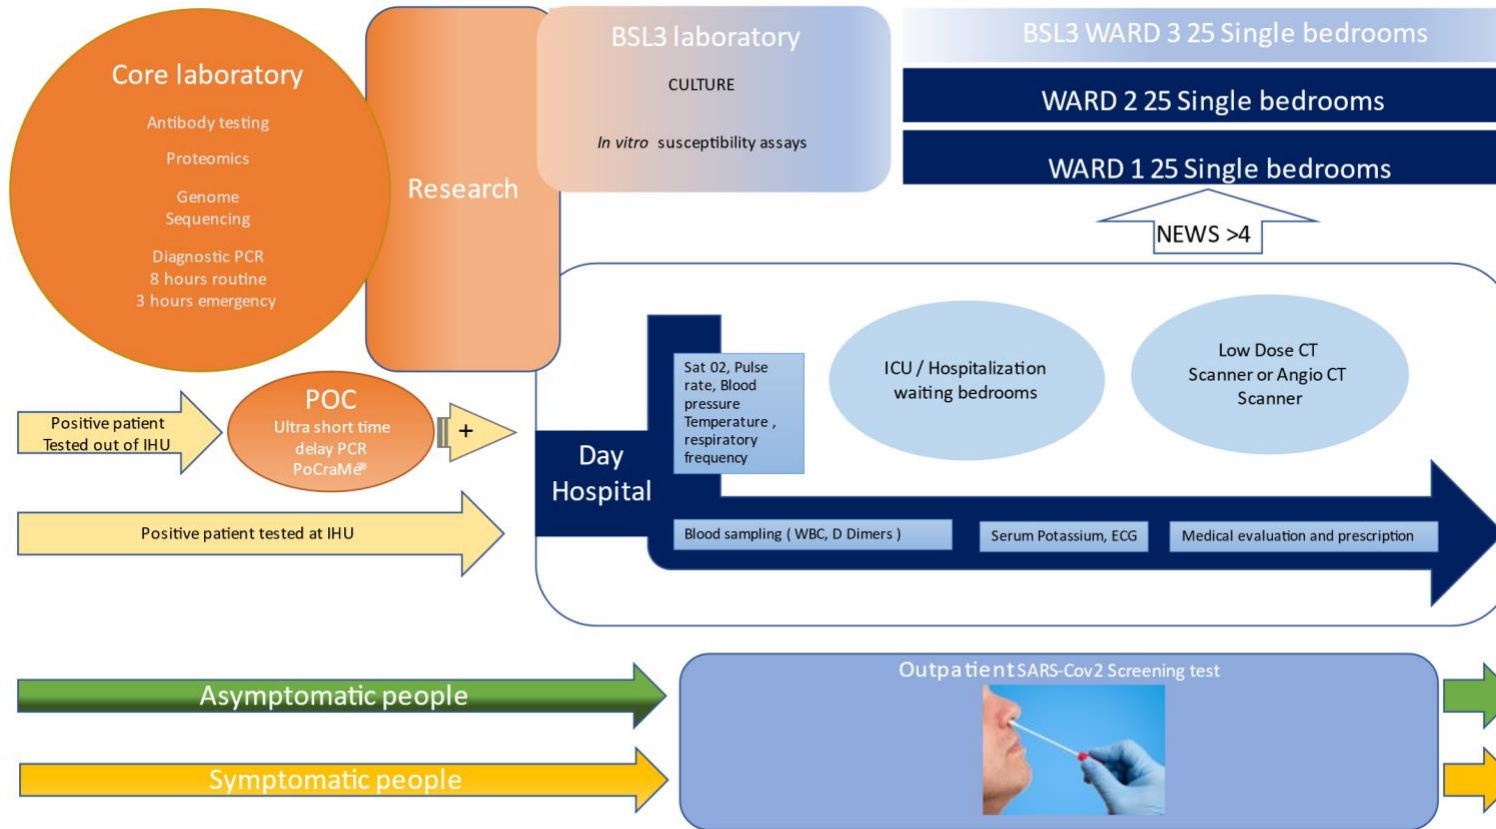 Core laboratory
Antibody testing
Proteomics
Genome
Sequencing
Diagnostic PCR
8 hours routine
3 hours emergency
Research
BSL3 laboratory
CULTURE
In vitro susceptibility assays
BSL3 WARD 3 25 Single bedrooms
WARD 2 25 Single bedrooms
WARD 1 25 Single bedrooms
NEWS >4
Positive patient
Tested out of IHU
POC
Ultra short time
delay PCR
PoCraMé®
+
Positive patient tested at IHU
Day
Hospital
Sat 02, Pulse
rate, Blood
pressure
Temperature ,
respiratory
frequency
ICU / Hospitalization
waiting bedrooms
Low Dose CT
Scanner or Angio CT
Scanner
Blood sampling ( WBC, D Dimers )
Serum Potassium, ECG
Medical evaluation and prescription
Asymptomatic people
Symptomatic people
Outpatient SARS-Cov2 Screening test